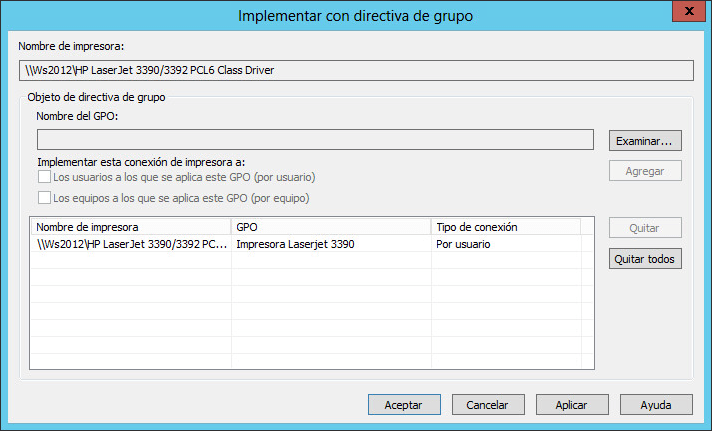 Implementar con directiva de grupo
x
Nombre de impresora:
\\Ws2012\HP LaserJet 3390/3392 PCL6 Class Driver
Objeto de directiva de grupo
Nombre del GPO:
Examinar...
Implementar esta conexión de impresora a:
Los usuarios a los que se aplica este GPO (por usuario)
Agregar
Los equipos a los que se aplica este GPO (por equipo)
Nombre de impresora GPO Tipo de conexión
Quitar
\\Ws2012\HP LaserJet 3390/3392 PC... Impresora Laserjet 3390 Por usuario
Quitar todos
Aceptar Cancelar Aplicar Ayuda